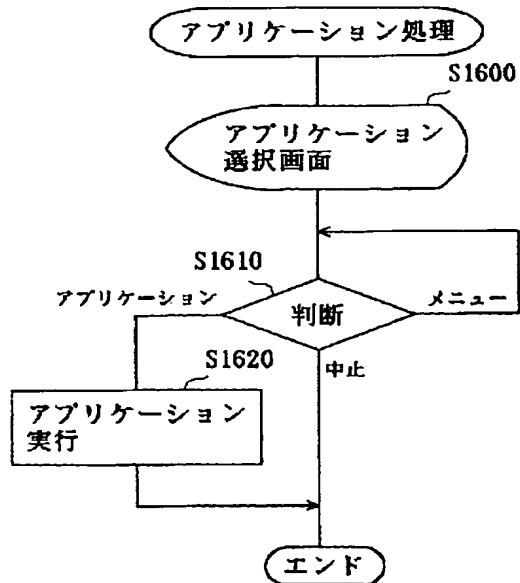 アプリケーション処理
S1600
アプリケーション
選択画面
S1610
アプリケーション
判断
メニュー
中止
S1620
アプリケーション
実行
エンド